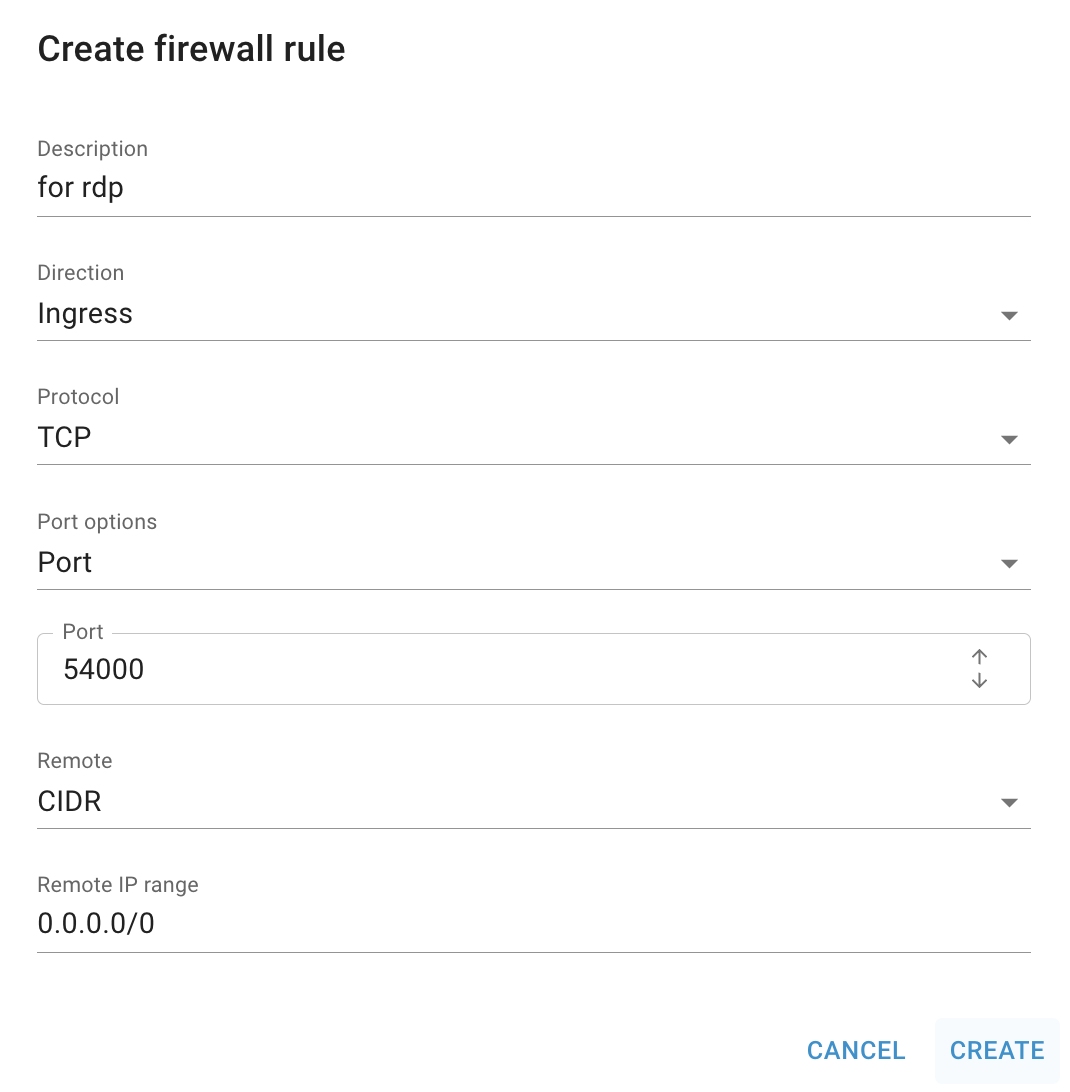 Create firewall rule
Description
for rdp
Direction
Ingress
Protocol
TCP
Port options
Port
Port
54000
Remote
CIDR
Remote IP range
0.0.0.0/0
CANCEL CREATE